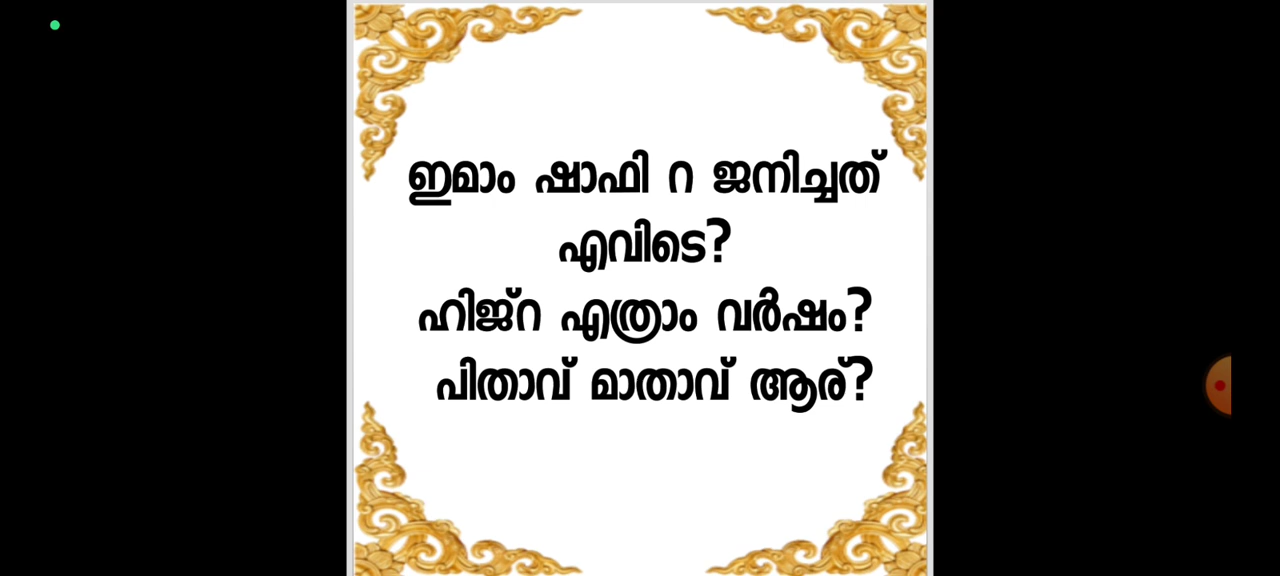 ഇമാം ഷാഫി റ ജനിച്ചത്
എവിടെ?
ഹിജ്റ എത്രാം വർഷം?
പിതാവ് മാതാവ് ആര്?